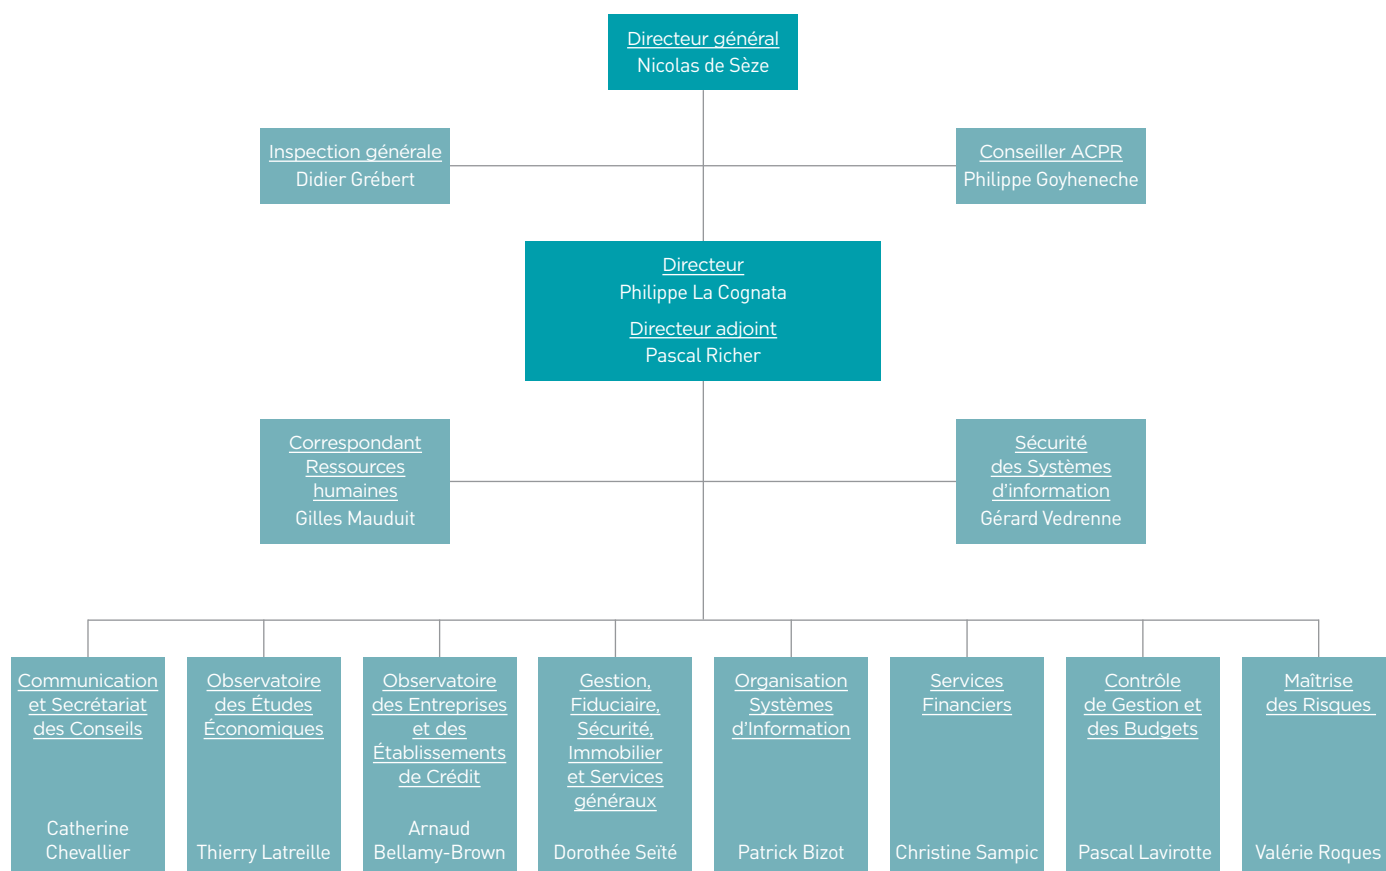 Directeur général
Nicolas de Sèze
Inspection générale
Didier Grébert
Conseiller ACPR
Philippe Goyheneche
Directeur
Philippe La Cognata
Directeur adjoint
Pascal Richer
Correspondant
Ressources
humaines
Gilles Mauduit
Sécurité
des Systèmes
d'information
Gérard Vedrenne
Communication
et Secrétariat
des Conseils
Catherine
Chevallier
Observatoire
des Études
Économiques
Thierry Latreille
Observatoire
des Entreprises
et des
Établissements
de Crédit
Arnaud
Bellamy-Brown
Gestion,
Fiduciaire,
Sécurité,
Immobilier
et Services
généraux
Dorothée Seïté
Organisation
Systèmes
d'Information
Patrick Bizot
Services
Financiers
Christine Sampic
Contrôle
de Gestion et
des Budgets
Pascal Lavirotte
Maîtrise
des Risques
Valérie Roques